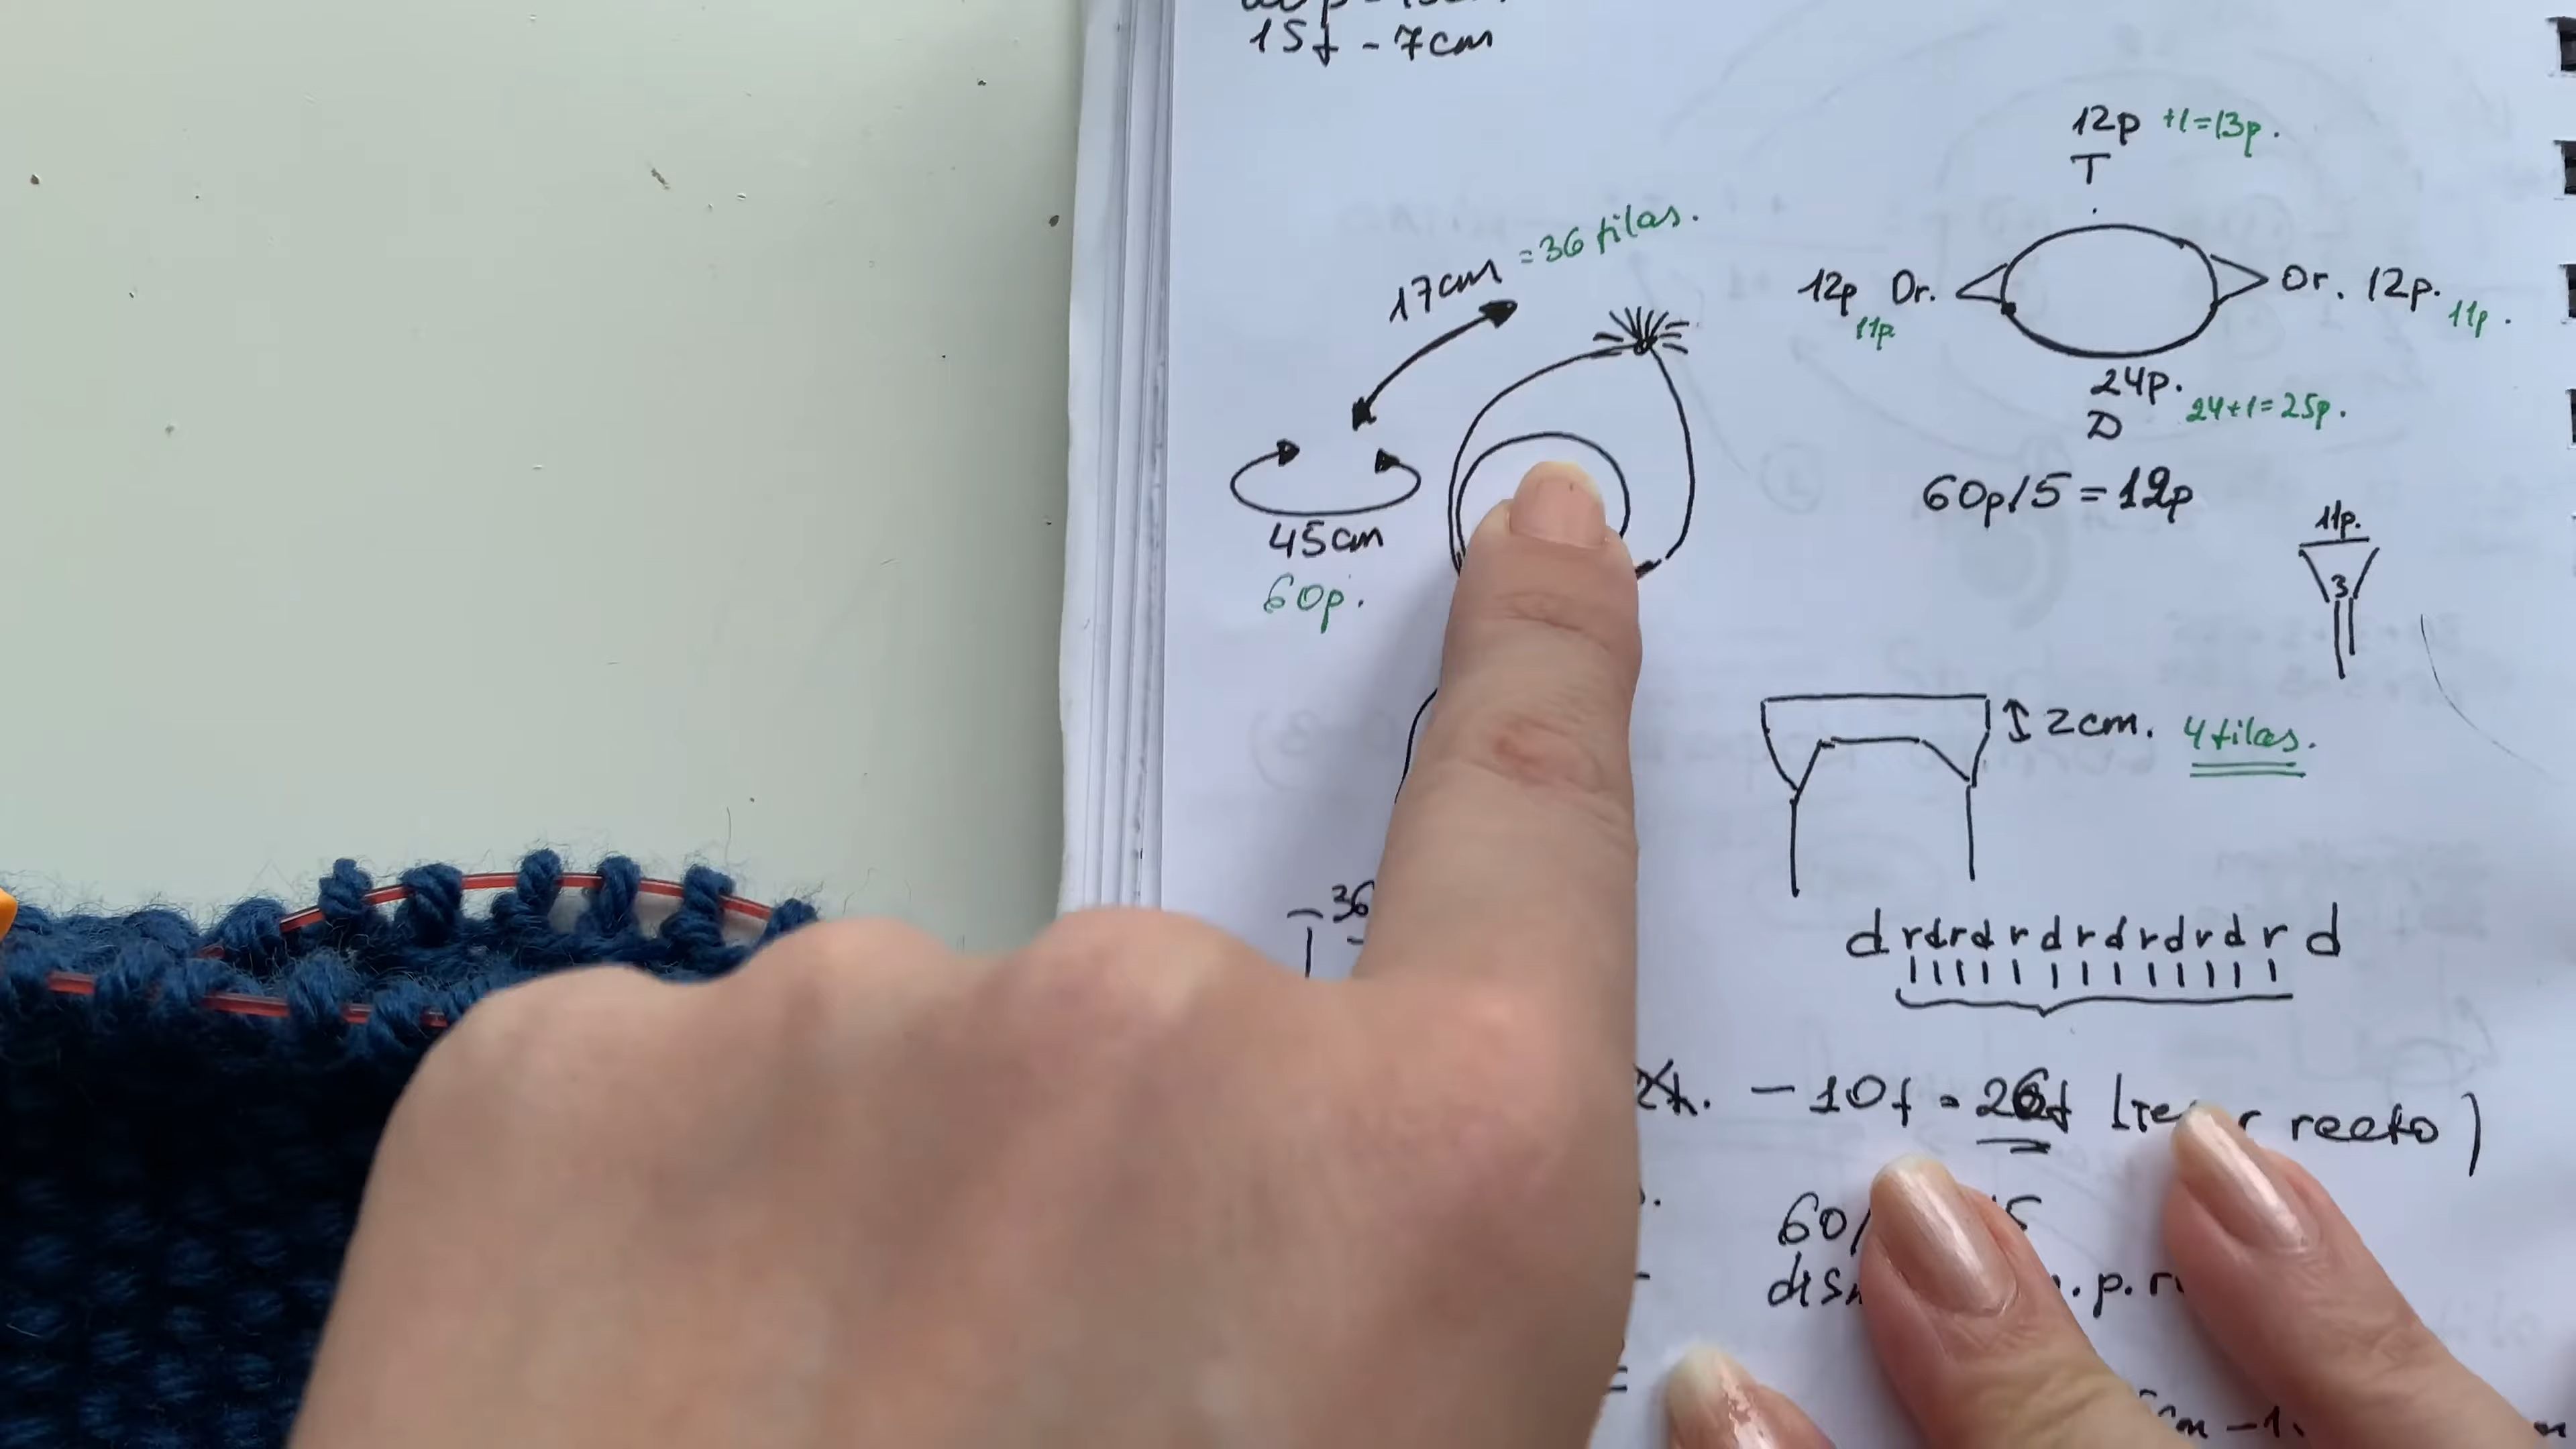 15f - 7cm
12p +1=13p.
T
17cm = 36 filas.
12p Or.
11p.
Or. 12p.
11p.
24p.
24+1=25p.
D
45cm
60p.
60p/5 = 12p
11p.
3
2cm. 4 filas.
36
d r d r d r d r d r d r d r d
- 10f = 26f
recto)
60/